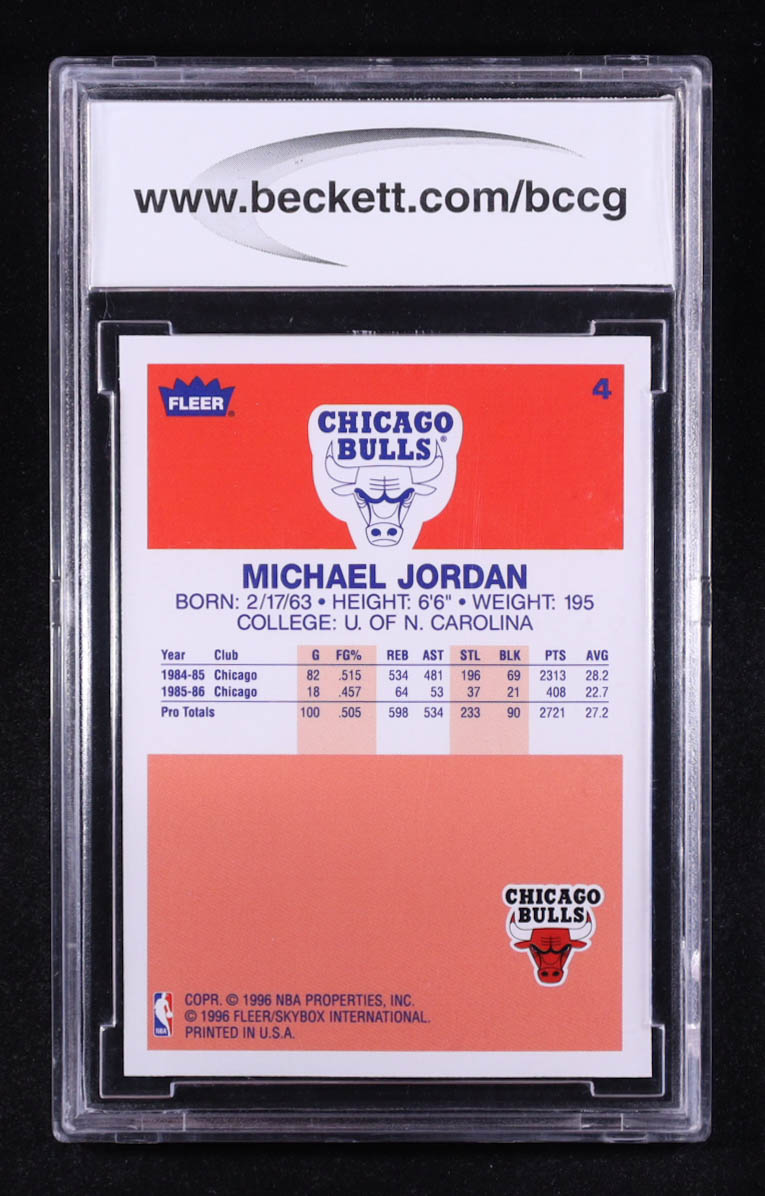 www.beckett.com/bccg
FLEER®
4
CHICAGO
BULLS®
MICHAEL JORDAN
BORN: 2/17/63 • HEIGHT: 6'6" • WEIGHT: 195
COLLEGE: U. OF N. CAROLINA
Year Club G FG% REB AST STL BLK PTS AVG
1984-85 Chicago 82 .515 534 481 196 69 2313 28.2
1985-86 Chicago 18 .457 64 53 37 21 408 22.7
Pro Totals 100 .505 598 534 233 90 2721 27.2
CHICAGO
BULLS
COPR. © 1996 NBA PROPERTIES, INC.
© 1996 FLEER/SKYBOX INTERNATIONAL.
PRINTED IN U.S.A.
NBA